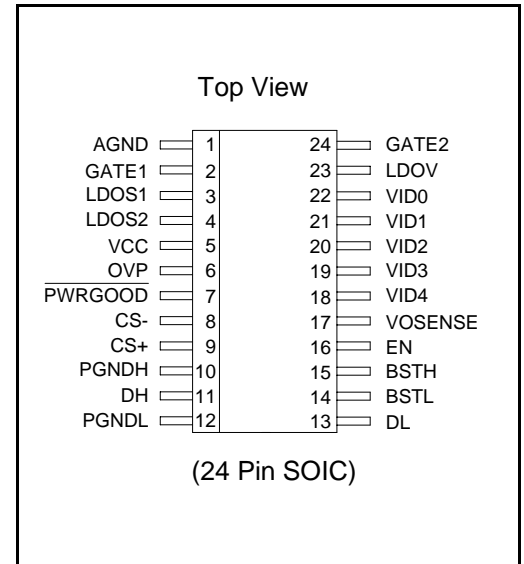 Top View
AGND 1 24 GATE2
GATE1 2 23 LDOV
LDOS1 3 22 VID0
LDOS2 4 21 VID1
VCC 5 20 VID2
OVP 6 19 VID3
PWRGOOD 7 18 VID4
CS- 8 17 VOSENSE
CS+ 9 16 EN
PGNDH 10 15 BSTH
DH 11 14 BSTL
PGNDL 12 13 DL
(24 Pin SOIC)